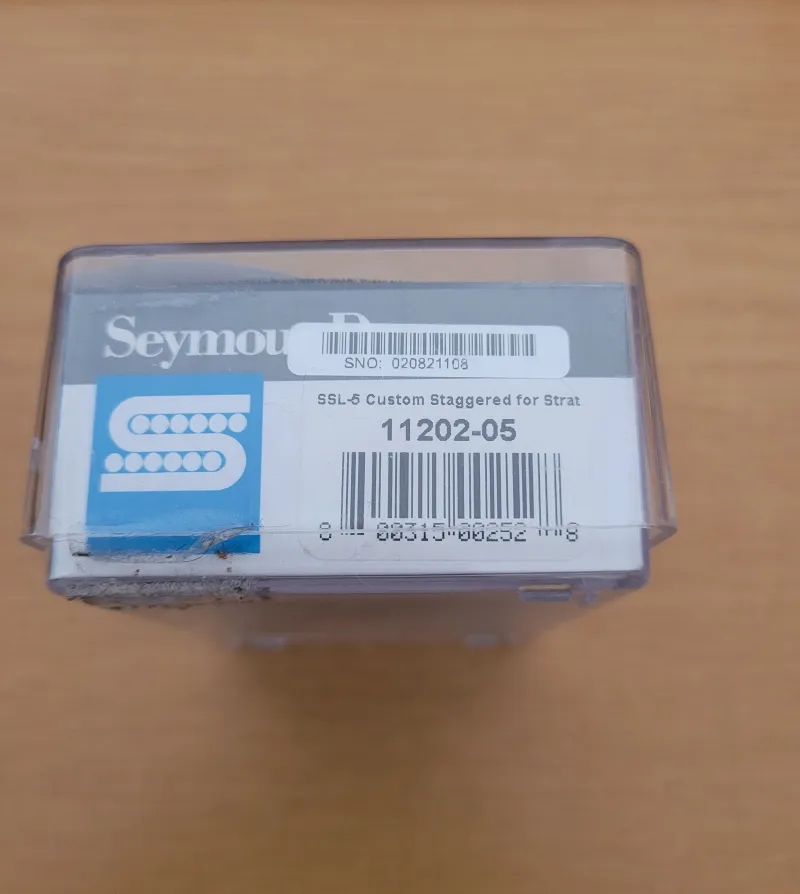 Seymou
SNO: 020821108
SSL-5 Custom Staggered for Strat
11202-05
8 00315 00252 8